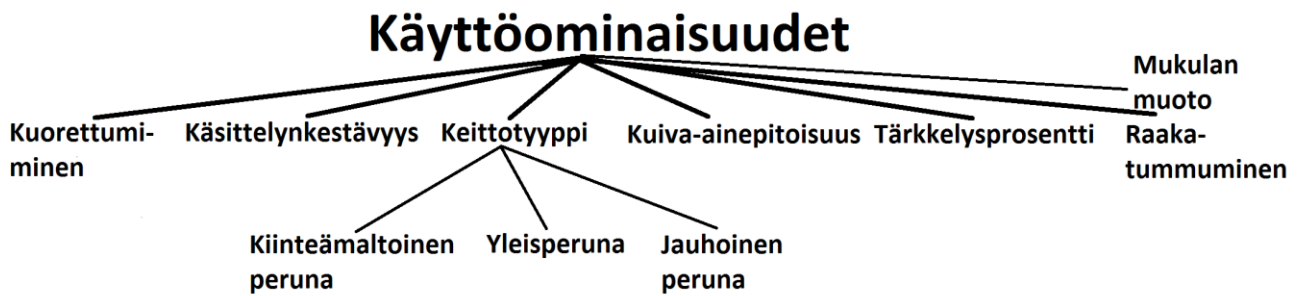 Käyttöominaisuudet
Mukulan
muoto
Kuorettumi-
minen
Käsittelynkestävyys
Keittotyyppi
Kuiva-ainepitoisuus
Tärkkelysprosentti
Raaka-
tummuminen
Kiinteämaltoinen
peruna
Yleisperuna
Jauhoinen
peruna